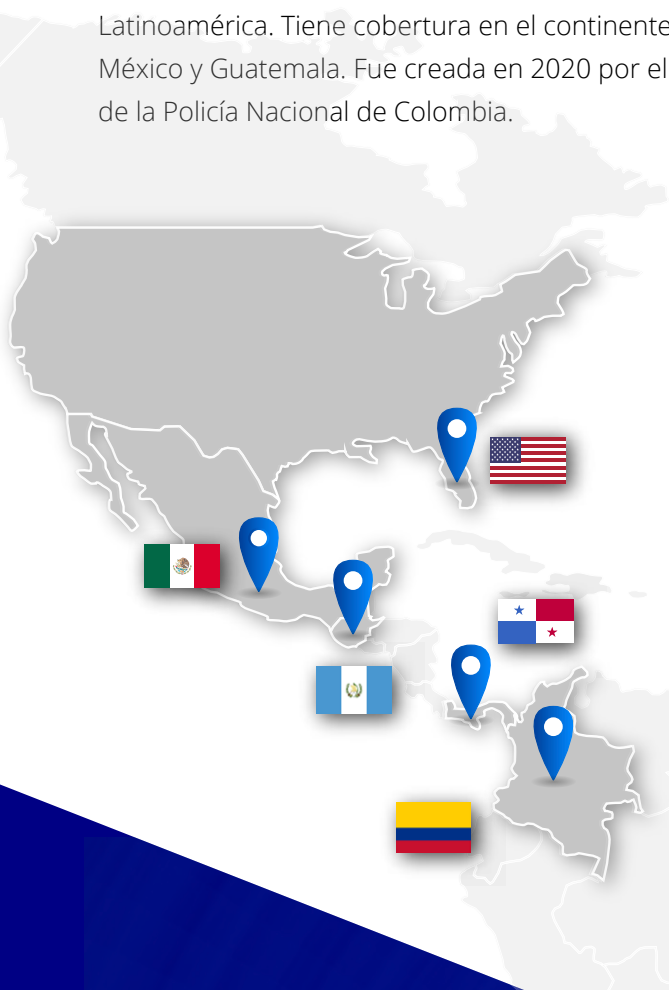 Latinoamérica. Tiene cobertura en el continente
México y Guatemala. Fue creada en 2020 por el
de la Policía Nacional de Colombia.